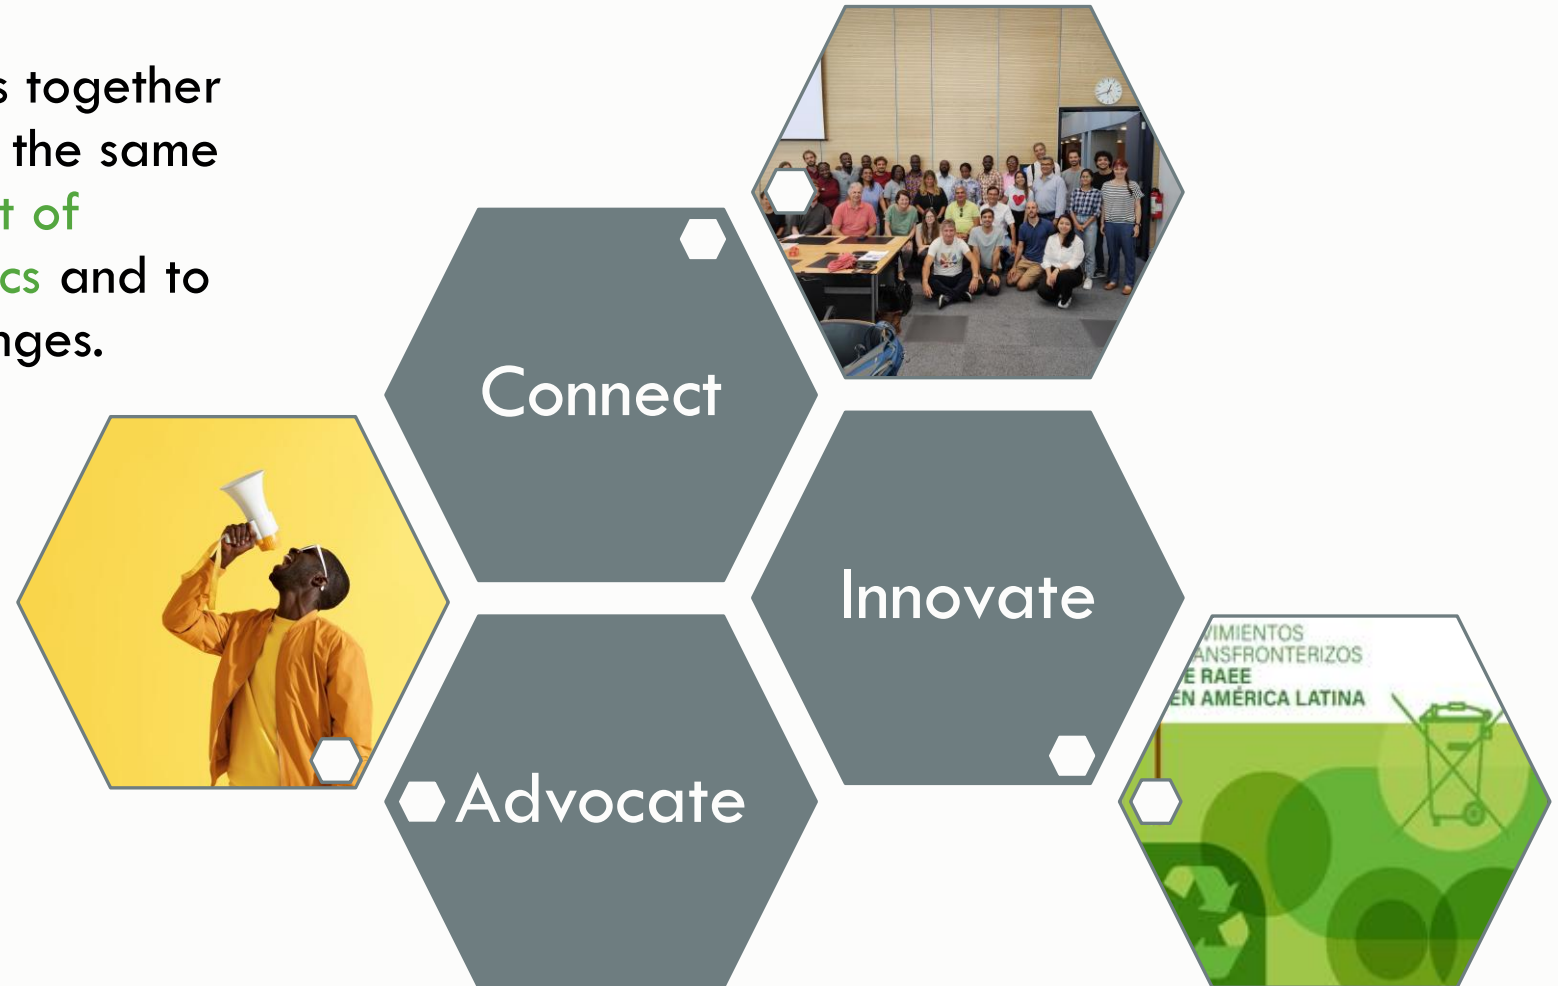 s together
the same
t of
cs and to
nges.
Connect
Innovate
Advocate
VIMIENTOS
ANSFRONTERIZOS
E RAEE
EN AMÉRICA LATINA